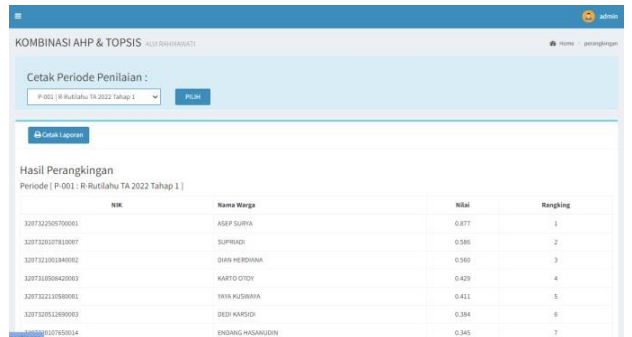 admin
KOMBINASI AHP & TOPSIS ALVI RAHMAWATI
Home > perangkingan
Cetak Periode Penilaian :
P-001 | R-Rutilahu TA 2022 Tahap 1
PILIH
Cetak Laporan
Hasil Perangkingan
Periode [ P-001 : R-Rutilahu TA 2022 Tahap 1 ]
NIK Nama Warga Nilai Rangking
3207322505700001 ASEP SURYA 0.877 1
3207320107810007 SUPRIADI 0.586 2
3207321001840002 DIAN HERDIANA 0.560 3
3207310508420003 KARTO OTOY 0.429 4
3207322110580001 YAYA KUSWAYA 0.411 5
3207320512690003 DEDI KARSIDI 0.384 6
3207320107650014 ENDANG HASANUDIN 0.345 7